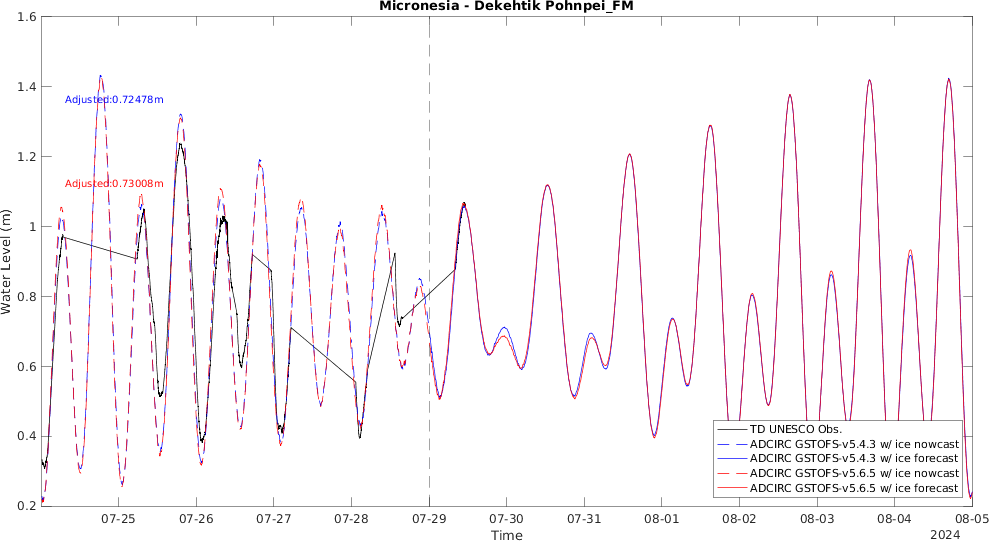 Micronesia - Dekehtik Pohnpei_FM
Water Level (m)
1.6
1.4
1.2
1
0.8
0.6
0.4
0.2
Adjusted:0.72478m
Adjusted:0.73008m
TD UNESCO Obs.
ADCIRC GSTOFS-v5.4.3 w/ ice nowcast
ADCIRC GSTOFS-v5.4.3 w/ ice forecast
ADCIRC GSTOFS-v5.6.5 w/ ice nowcast
ADCIRC GSTOFS-v5.6.5 w/ ice forecast
07-25 07-26 07-27 07-28 07-29 07-30 07-31 08-01 08-02 08-03 08-04 08-05
Time
2024